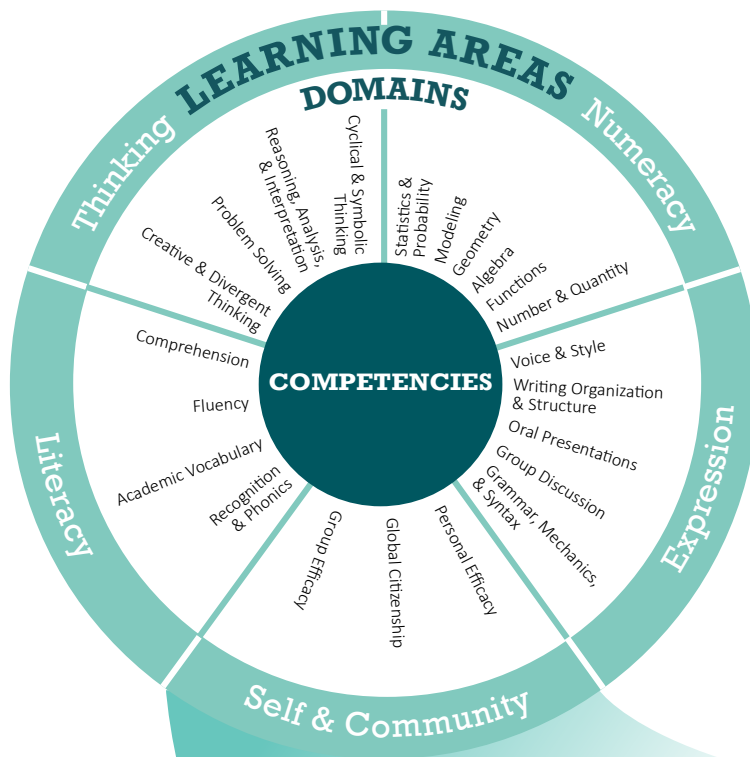 LEARNING AREAS
DOMAINS
Thinking
Numeracy
Expression
Self & Community
Literacy
COMPETENCIES
Creative & Divergent
Thinking
Problem Solving
Reasoning, Analysis,
& Interpretation
Cyclical & Symbolic
Thinking
Statistics &
Probability
Modeling
Geometry
Algebra
Functions
Number & Quantity
Voice & Style
Writing Organization
& Structure
Oral Presentations
Group Discussion
Grammar, Mechanics,
& Syntax
Personal Efficacy
Global Citizenship
Group Efficacy
Recognition
& Phonics
Academic Vocabulary
Fluency
Comprehension